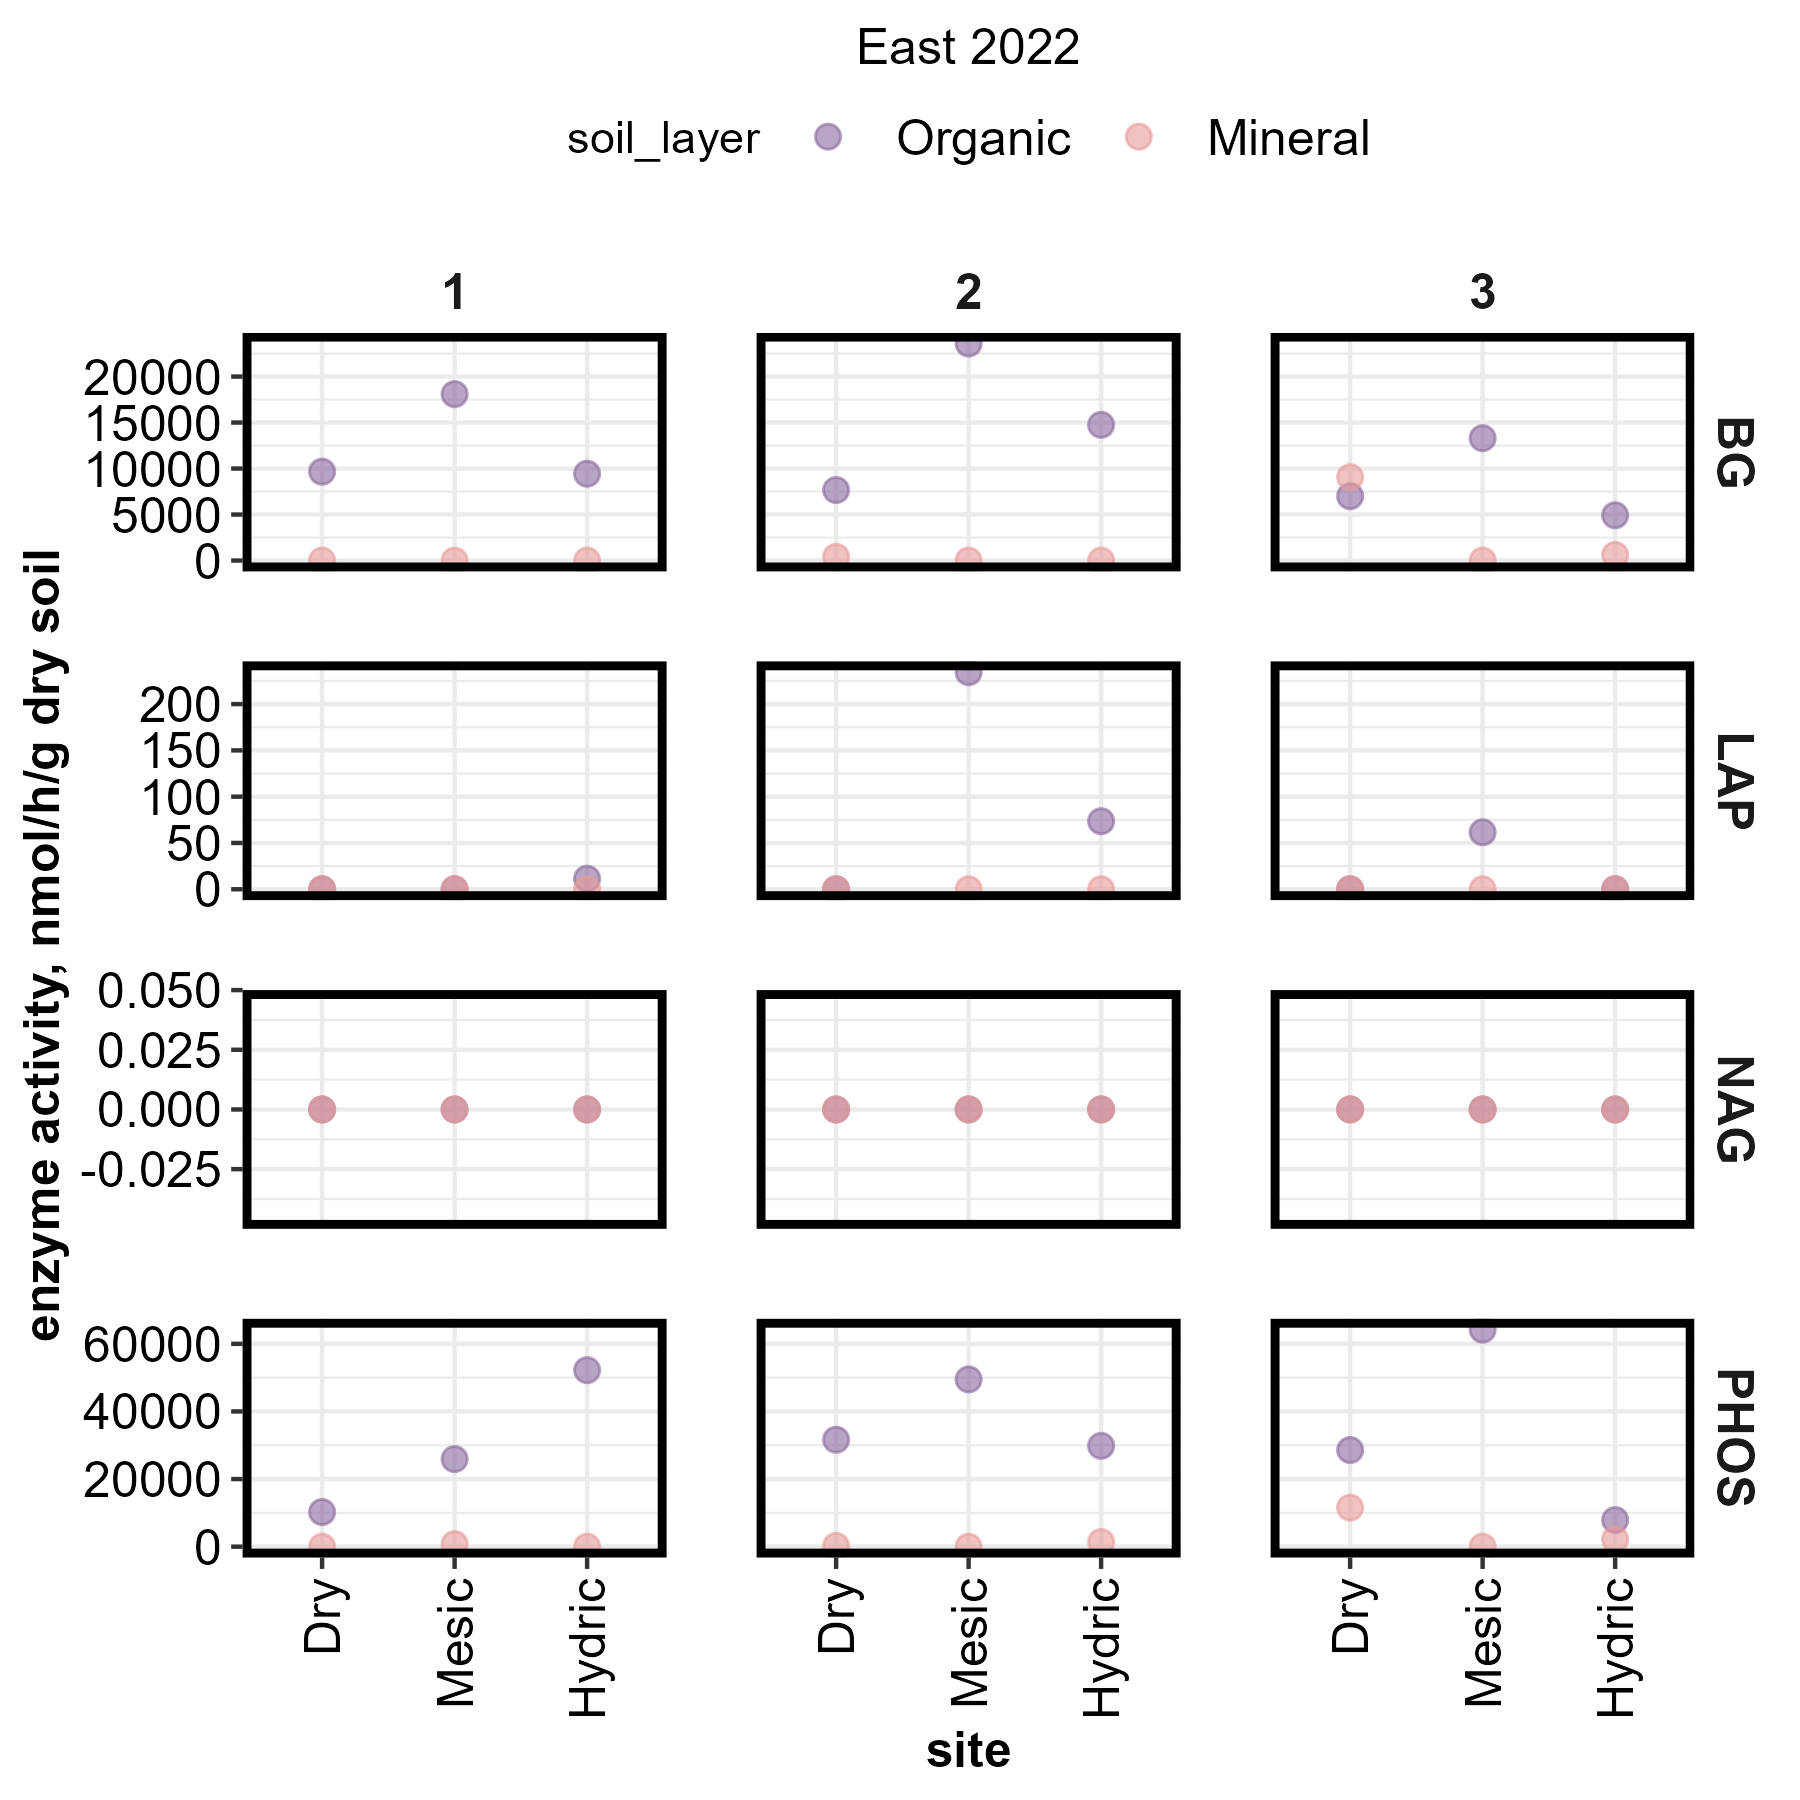 East 2022
soil_layer Organic Mineral
1 2 3
20000
15000
10000
5000
0
BG
200
150
100
50
0
LAP
0.050
0.025
0.000
-0.025
NAG
60000
40000
20000
0
PHOS
enzyme activity, nmol/h/g dry soil
Dry Mesic Hydric Dry Mesic Hydric Dry Mesic Hydric
site